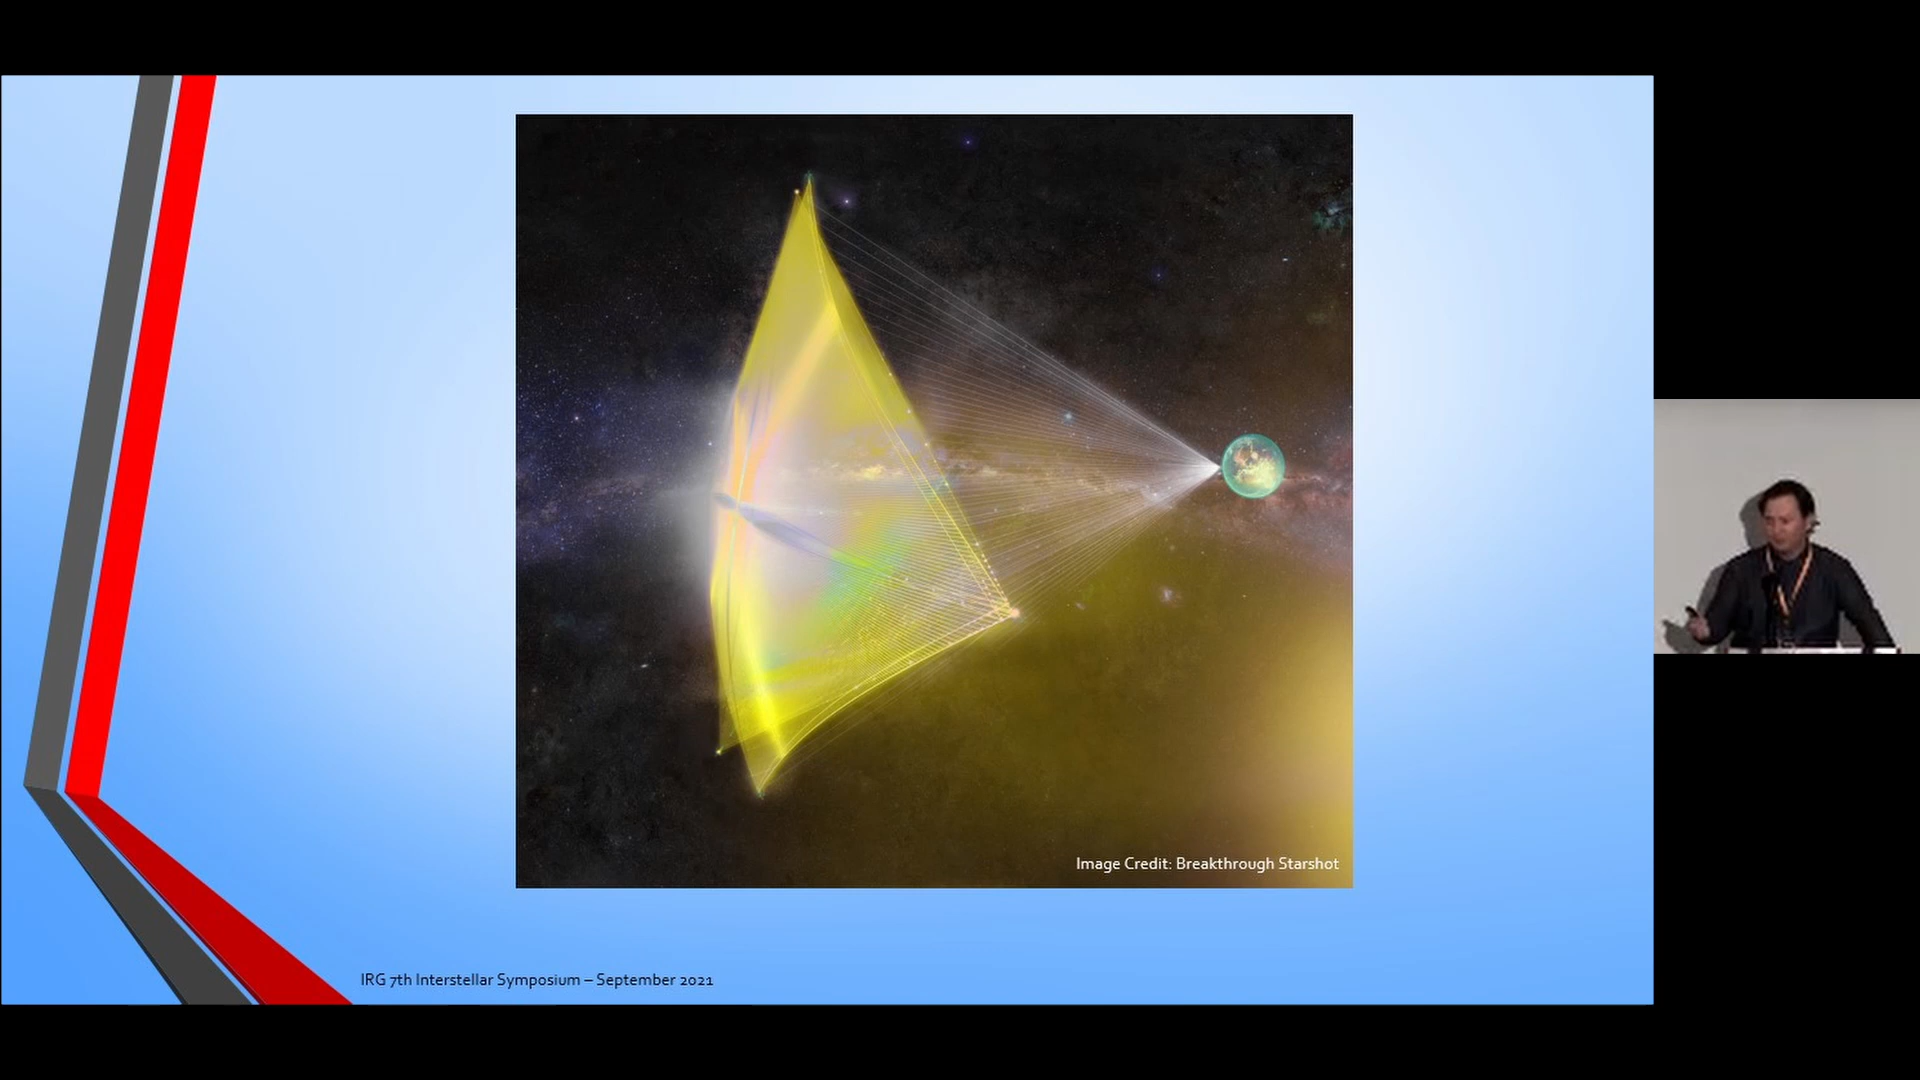 Image Credit: Breakthrough Starshot
IRG 7th Interstellar Symposium – September 2021